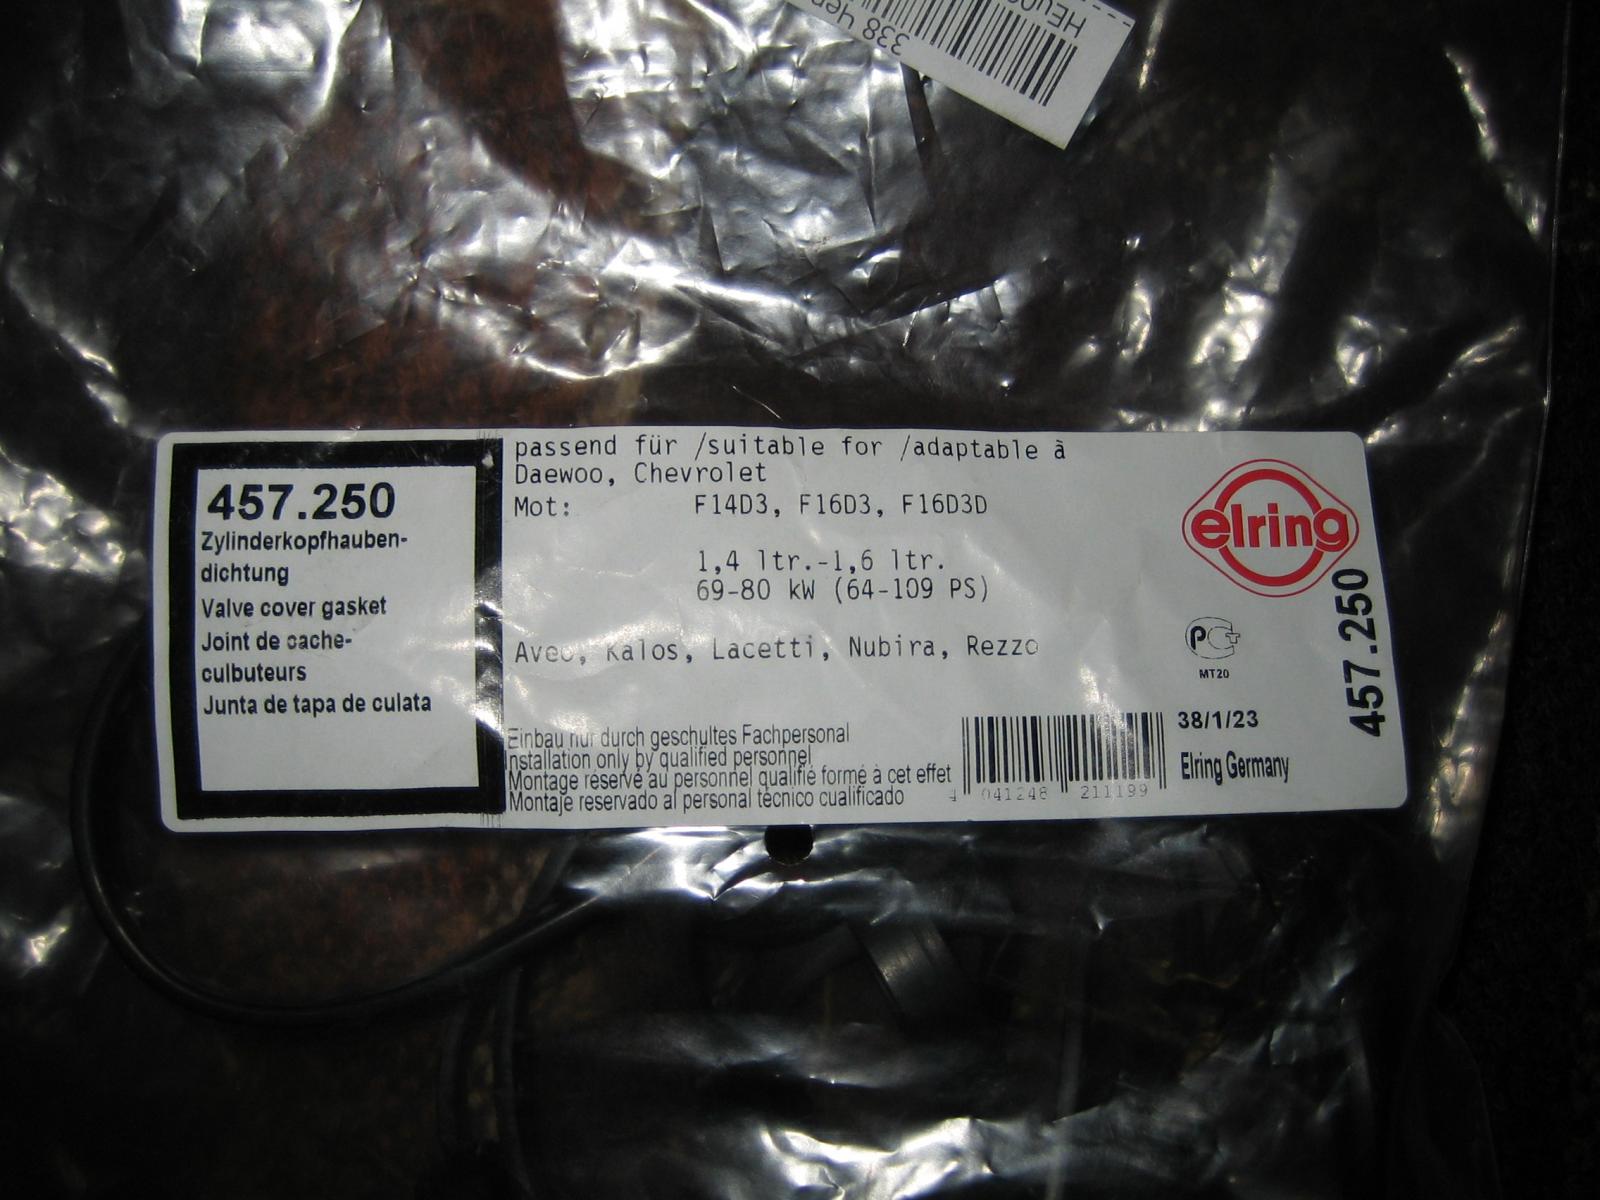 338 чер
457.250
Zylinderkopfhauben-
dichtung
Valve cover gasket
Joint de cache-
culbuteurs
Junta de tapa de culata
passend für /suitable for /adaptable à
Daewoo, Chevrolet
Mot: F14D3, F16D3, F16D3D
1,4 ltr.-1,6 ltr.
69-80 kW (64-109 PS)
Aveo, Kalos, Lacetti, Nubira, Rezzo
Einbau nur durch geschultes Fachpersonal
Installation only by qualified personnel
Montage réservé au personnel qualifié formé à cet effet
Montaje reservado al personal técnico cualificado
4 041248 211199
elring
РСТ
MT20
38/1/23
Elring Germany
457.250